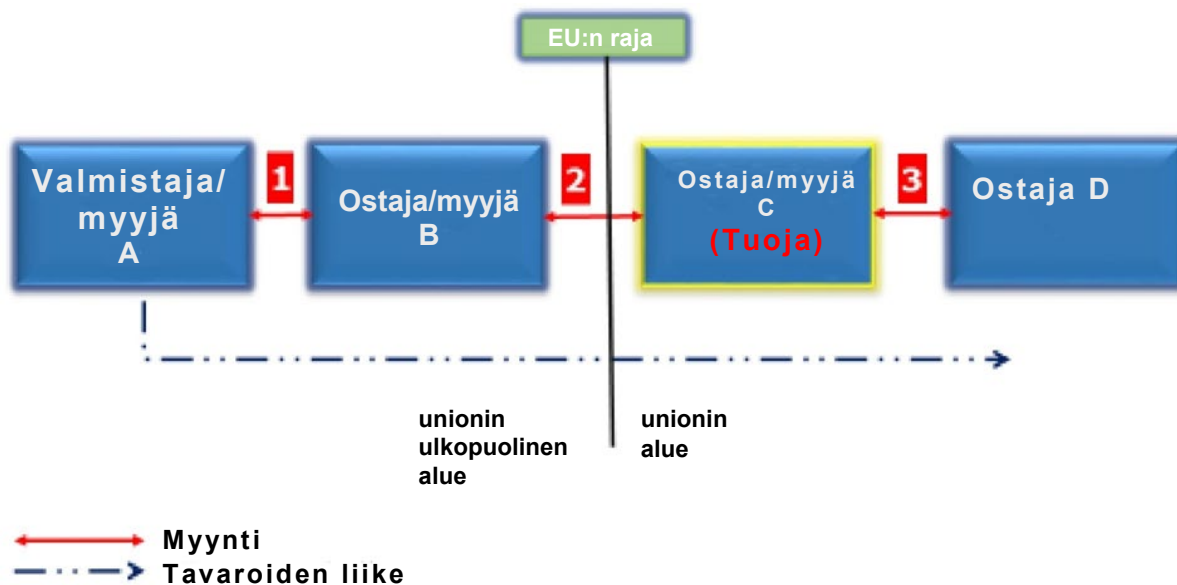 EU:n raja
Valmistaja/
myyjä
A
1
Ostaja/myyjä
B
2
Ostaja/myyjä
C
(Tuoja)
3
Ostaja D
unionin
ulkopuolinen
alue
unionin
alue
Myynti
Tavaroiden liike